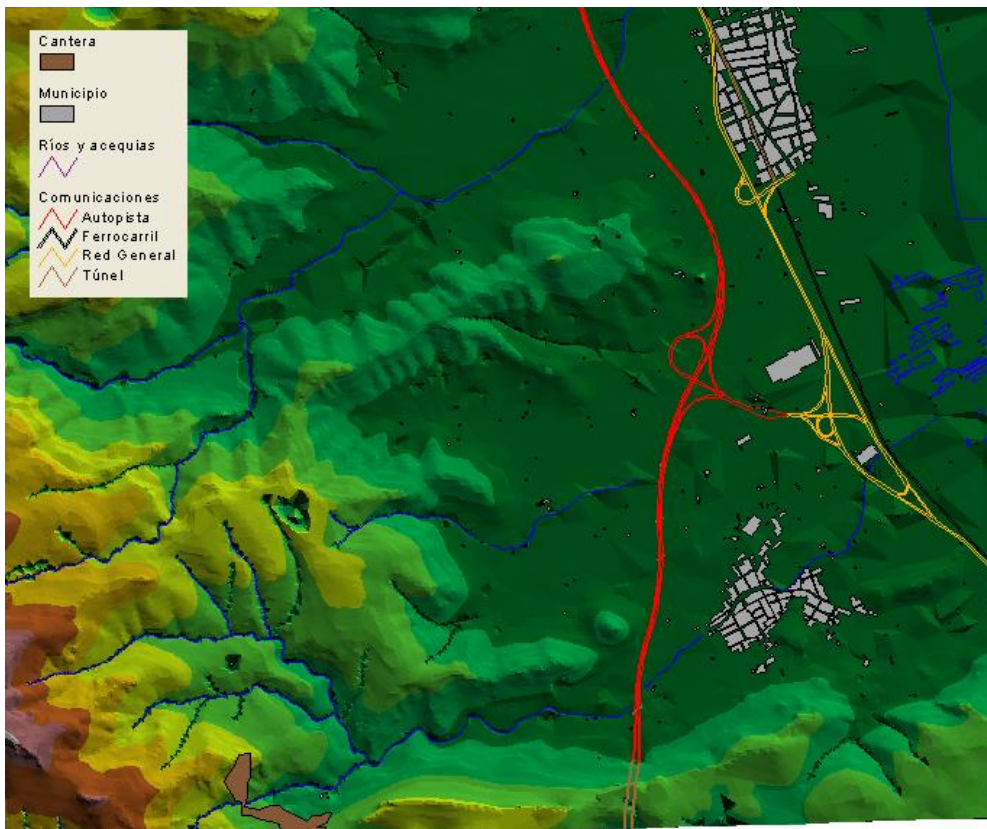 Cantera
Municipio
Ríos y acequias
Comunicaciones
Autopista
Ferrocarril
Red General
Túnel